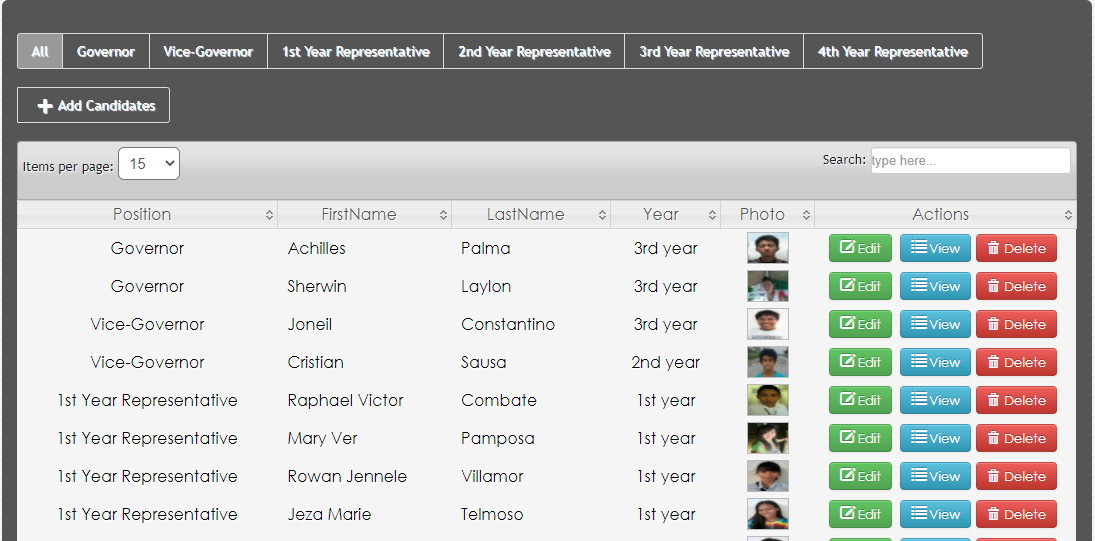 All Governor Vice-Governor 1st Year Representative 2nd Year Representative 3rd Year Representative 4th Year Representative
Add Candidates
Items per page: 15 Search: type here...
Position FirstName LastName Year Photo Actions
Governor Achilles Palma 3rd year Edit View Delete
Governor Sherwin Laylon 3rd year Edit View Delete
Vice-Governor Joneil Constantino 3rd year Edit View Delete
Vice-Governor Cristian Sausa 2nd year Edit View Delete
1st Year Representative Raphael Victor Combate 1st year Edit View Delete
1st Year Representative Mary Ver Pamposa 1st year Edit View Delete
1st Year Representative Rowan Jennele Villamor 1st year Edit View Delete
1st Year Representative Jeza Marie Telmoso 1st year Edit View Delete